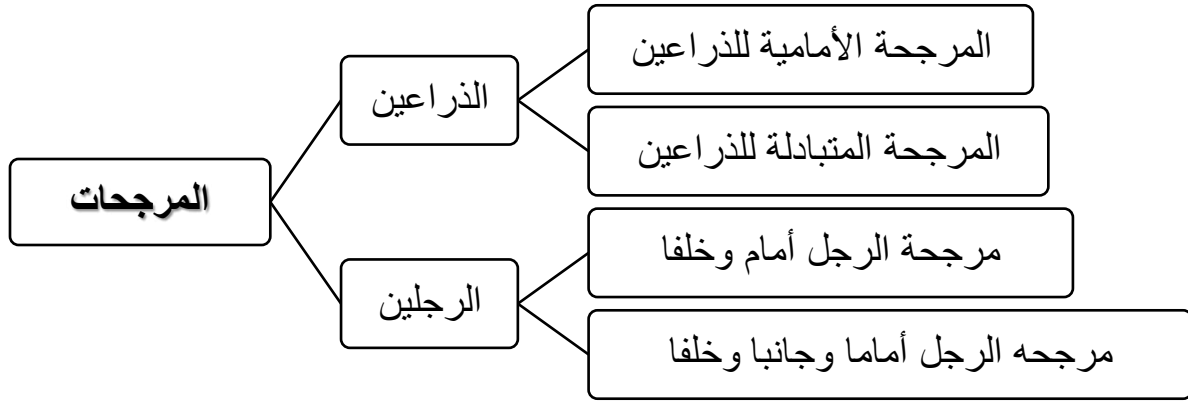 المرجحات
الذراعين
المرجحة الأمامية للذراعين
المرجحة المتبادلة للذراعين
الرجلين
مرجحة الرجل أمام وخلفا
مرجحه الرجل أماما وجانبا وخلفا